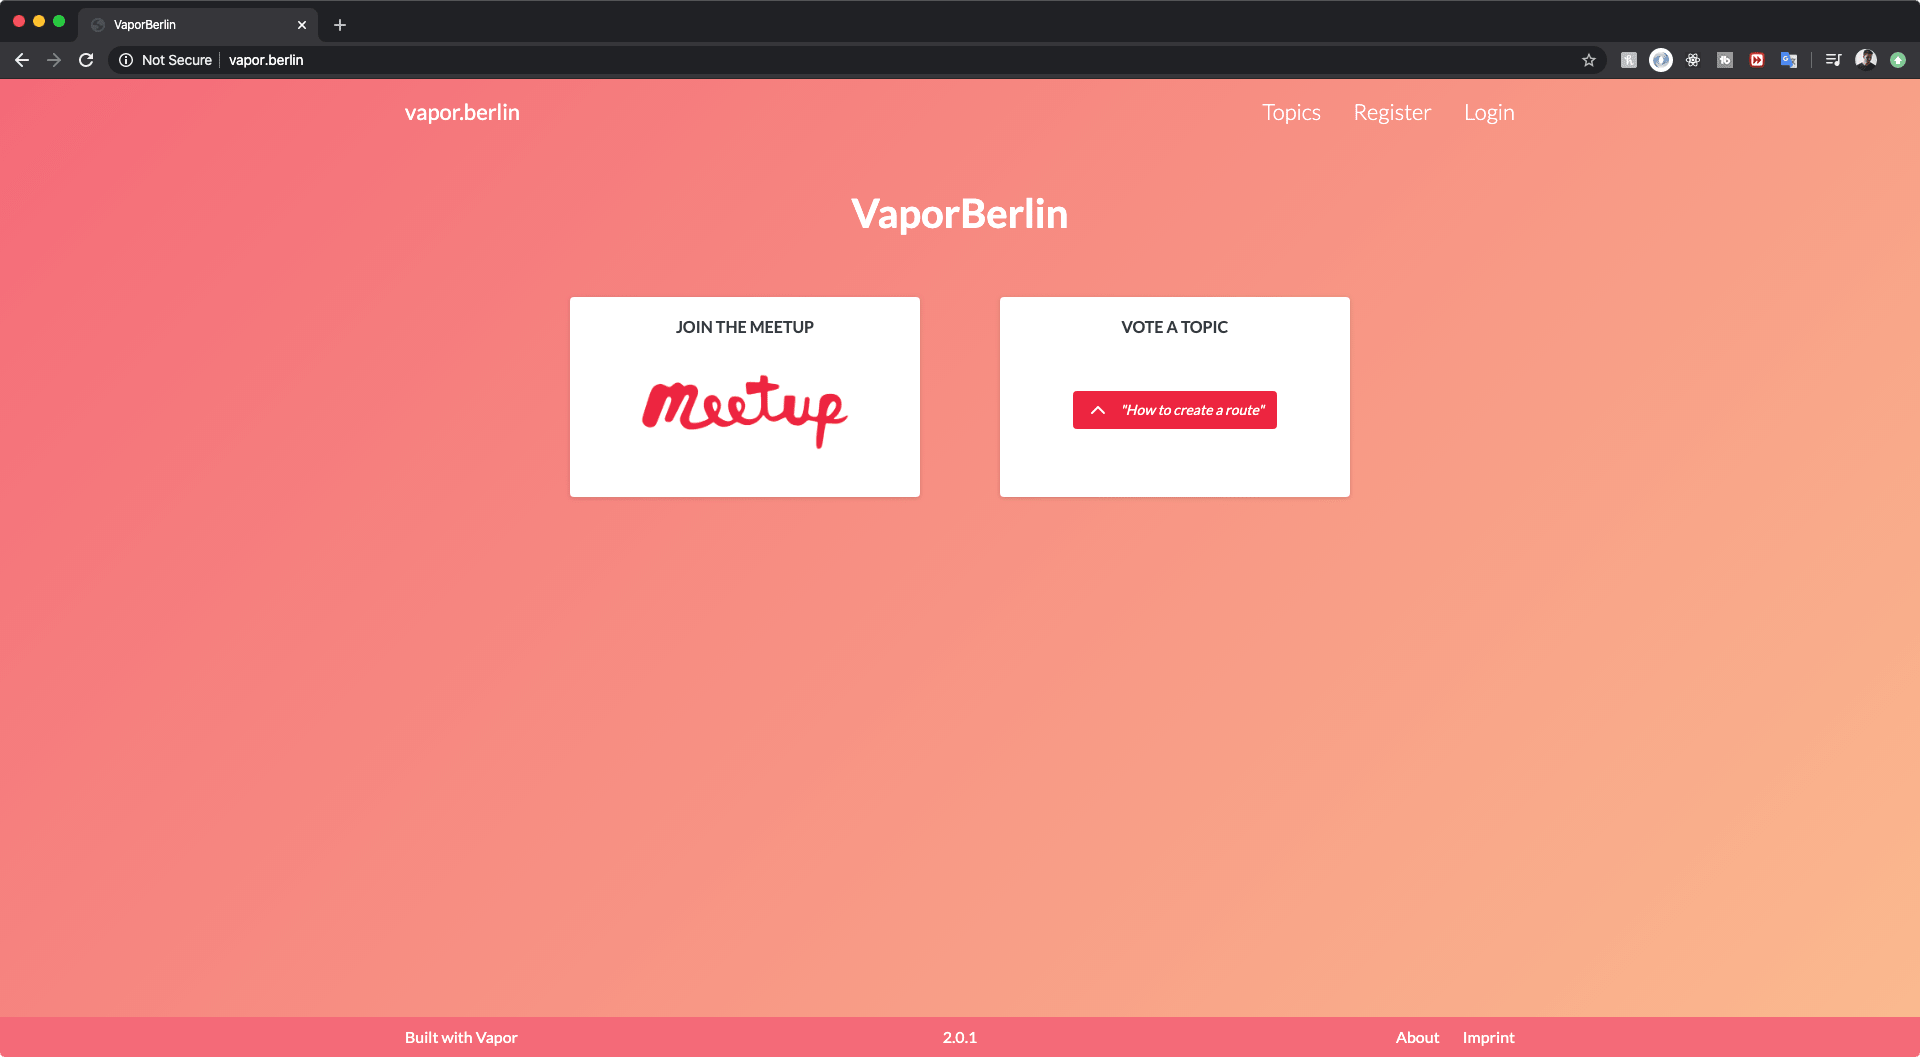 VaporBerlin
Not Secure
vapor.berlin
vapor.berlin
Topics
Register
Login
VaporBerlin
JOIN THE MEETUP
VOTE A TOPIC
meetup
"How to create a route"
Built with Vapor
2.0.1
About
Imprint